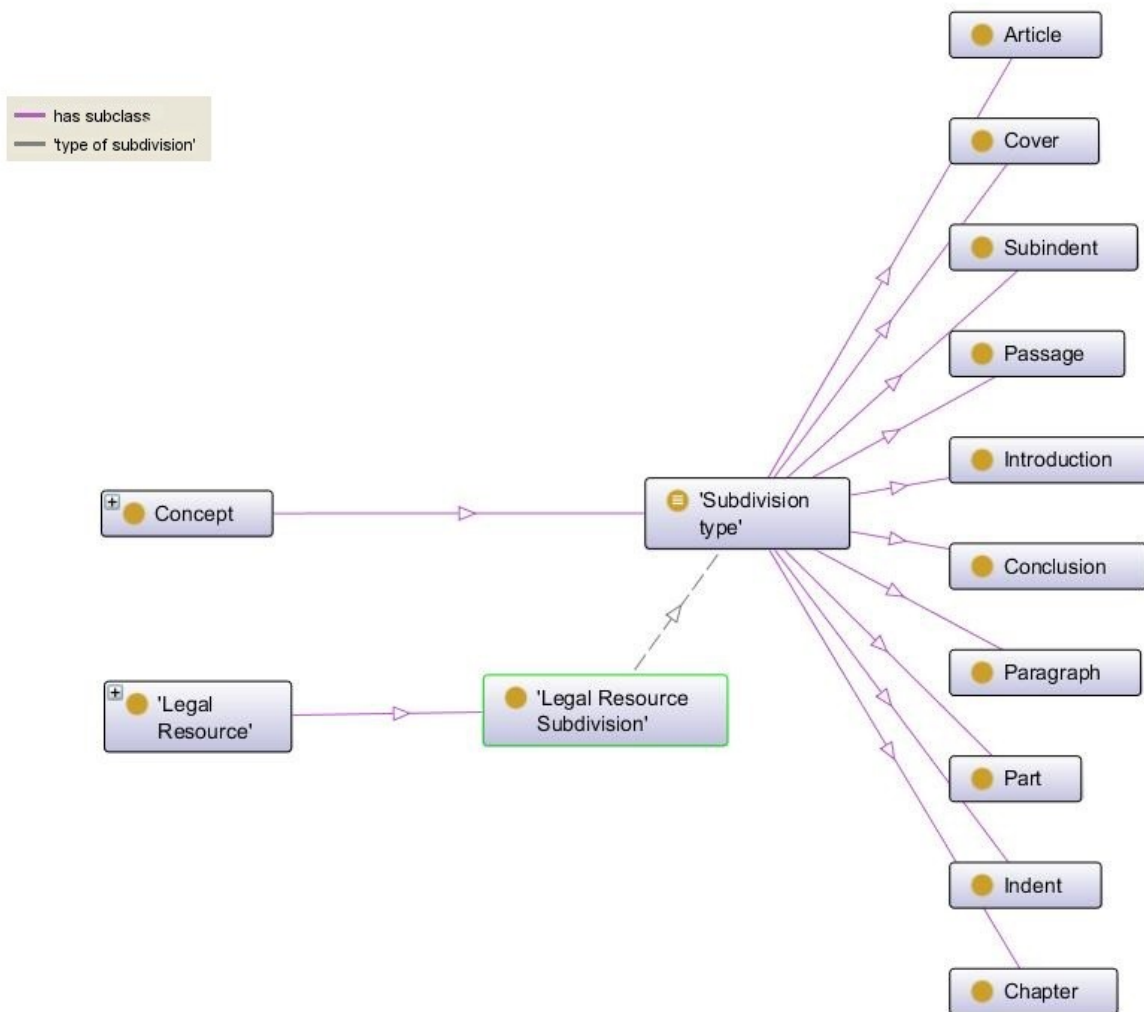 Article
has subclass
'type of subdivision'
Cover
Subindent
Passage
Introduction
Concept
'Subdivision
type'
Conclusion
Paragraph
'Legal
Resource'
'Legal Resource
Subdivision'
Part
Indent
Chapter